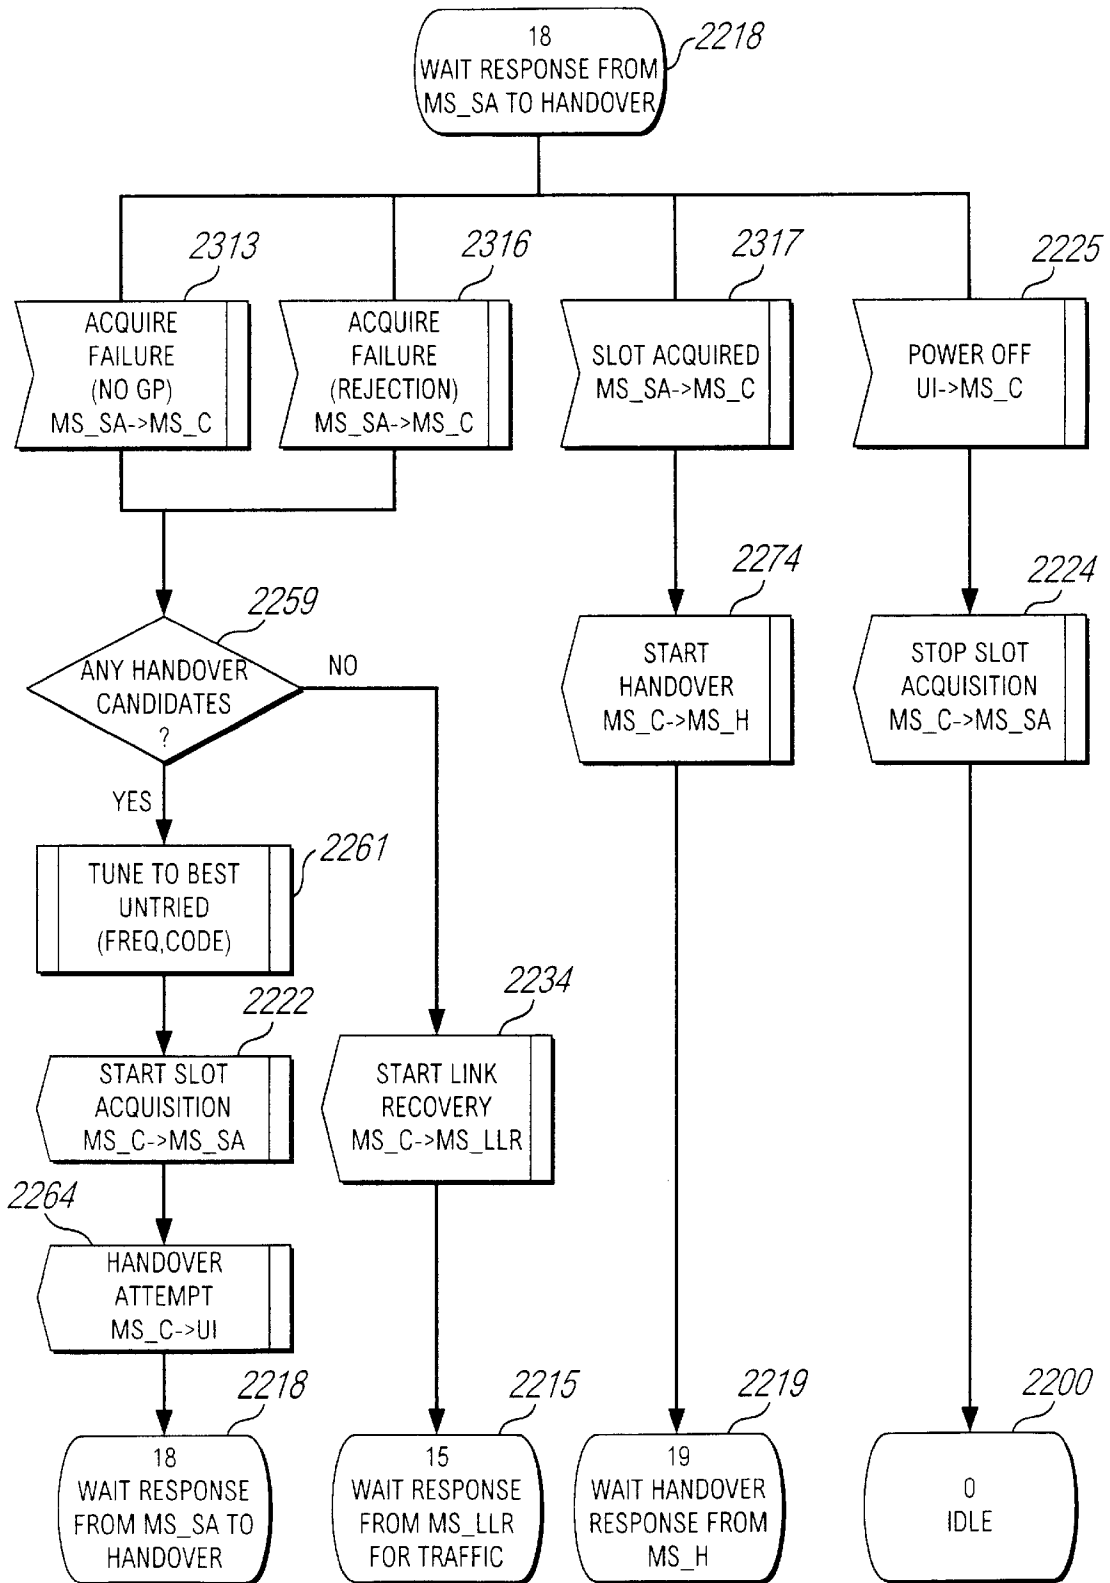 18
WAIT RESPONSE FROM
MS_SA TO HANDOVER
2218
2313
ACQUIRE
FAILURE
(NO GP)
MS_SA->MS_C
2316
ACQUIRE
FAILURE
(REJECTION)
MS_SA->MS_C
2317
SLOT ACQUIRED
MS_SA->MS_C
2225
POWER OFF
UI->MS_C
2259
ANY HANDOVER
CANDIDATES
?
NO
YES
2274
START
HANDOVER
MS_C->MS_H
2224
STOP SLOT
ACQUISITION
MS_C->MS_SA
2261
TUNE TO BEST
UNTRIED
(FREQ,CODE)
2222
START SLOT
ACQUISITION
MS_C->MS_SA
2234
START LINK
RECOVERY
MS_C->MS_LLR
2264
HANDOVER
ATTEMPT
MS_C->UI
2218
18
WAIT RESPONSE
FROM MS_SA TO
HANDOVER
2215
15
WAIT RESPONSE
FROM MS_LLR
FOR TRAFFIC
2219
19
WAIT HANDOVER
RESPONSE FROM
MS_H
2200
0
IDLE